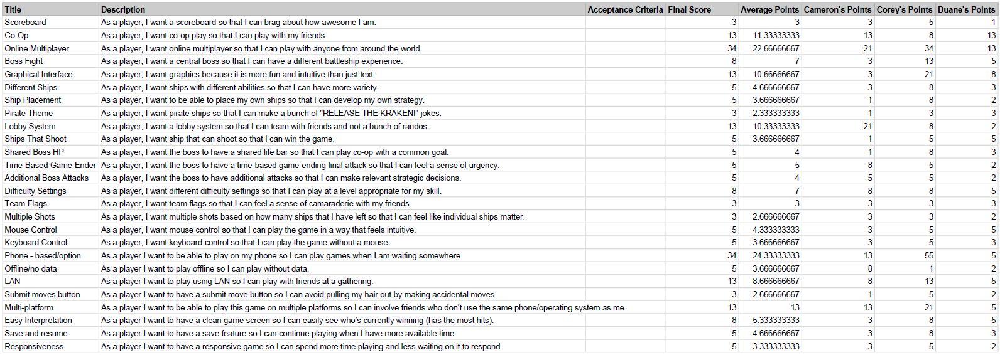 Title Description Acceptance Criteria Final Score Average Points Cameron's Points Corey's Points Duane's Points
Scoreboard As a player, I want a scoreboard so that I can brag about how awesome I am. 3 3 3 5 1
Co-Op As a player, I want co-op play so that I can play with my friends. 13 11.33333333 13 8 13
Online Multiplayer As a player, I want online multiplayer so that I can play with anyone from around the world. 34 22.66666667 21 34 13
Boss Fight As a player, I want a central boss so that I can have a different battleship experience. 8 7 3 13 5
Graphical Interface As a player, I want graphics because it is more fun and intuitive than just text. 13 10.66666667 3 21 8
Different Ships As a player, I want ships with different abilities so that I can have more variety. 5 4.666666667 3 8 3
Ship Placement As a player, I want to be able to place my own ships so that I can develop my own strategy. 5 3.666666667 1 8 2
Pirate Theme As a player, I want pirate ships so that I can make a bunch of "RELEASE THE KRAKEN!" jokes. 3 2.333333333 1 3 3
Lobby System As a player, I want a lobby system so that I can team with friends and not a bunch of randos. 13 10.33333333 21 8 2
Ships That Shoot As a player, I want ship that can shoot so that I can win the game. 5 3.666666667 1 5 5
Shared Boss HP As a player, I want the boss to have a shared life bar so that I can play co-op with a common goal. 5 4 1 8 3
Time-Based Game-Ender As a player, I want the boss to have a time-based game-ending final attack so that I can feel a sense of urgency. 5 5 8 5 2
Additional Boss Attacks As a player, I want the boss to have additional attacks so that I can make relevant strategic decisions. 5 4 5 5 2
Difficulty Settings As a player, I want different difficulty settings so that I can play at a level appropriate for my skill. 8 7 8 8 5
Team Flags As a player, I want team flags so that I can feel a sense of camaraderie with my friends. 3 3 3 3 3
Multiple Shots As a player, I want multiple shots based on how many ships that I have left so that I can feel like individual ships matter. 3 2.666666667 3 3 2
Mouse Control As a player, I want mouse control so that I can play the game in a way that feels intuitive. 5 4.333333333 3 5 5
Keyboard Control As a player, I want keyboard control so that I can play the game without a mouse. 5 3.666666667 3 5 3
Phone - based/option As a player I want to be able to play on my phone so I can play games when I am waiting somewhere. 34 24.33333333 13 55 5
Offline/no data As a player I want to play offline so I can play without data. 5 3.666666667 8 1 2
LAN As a player I want to play using LAN so I can play with friends at a gathering. 13 8.666666667 8 13 5
Submit moves button As a player I want to have a submit move button so I can avoid pulling my hair out by making accidental moves 3 2.666666667 1 5 2
Multi-platform As a player I want to be able to play this game on multiple platforms so I can involve friends who don't use the same phone/operating system as me. 13 13 13 21 5
Easy Interpretation As a player I want to have a clean game screen so I can easily see who's currently winning (has the most hits). 8 5.333333333 3 8 5
Save and resume As a player I want to have a save feature so I can continue playing when I have more available time. 5 4.666666667 3 8 3
Responsiveness As a player I want to have a responsive game so I can spend more time playing and less waiting on it to respond. 5 3.333333333 3 5 2